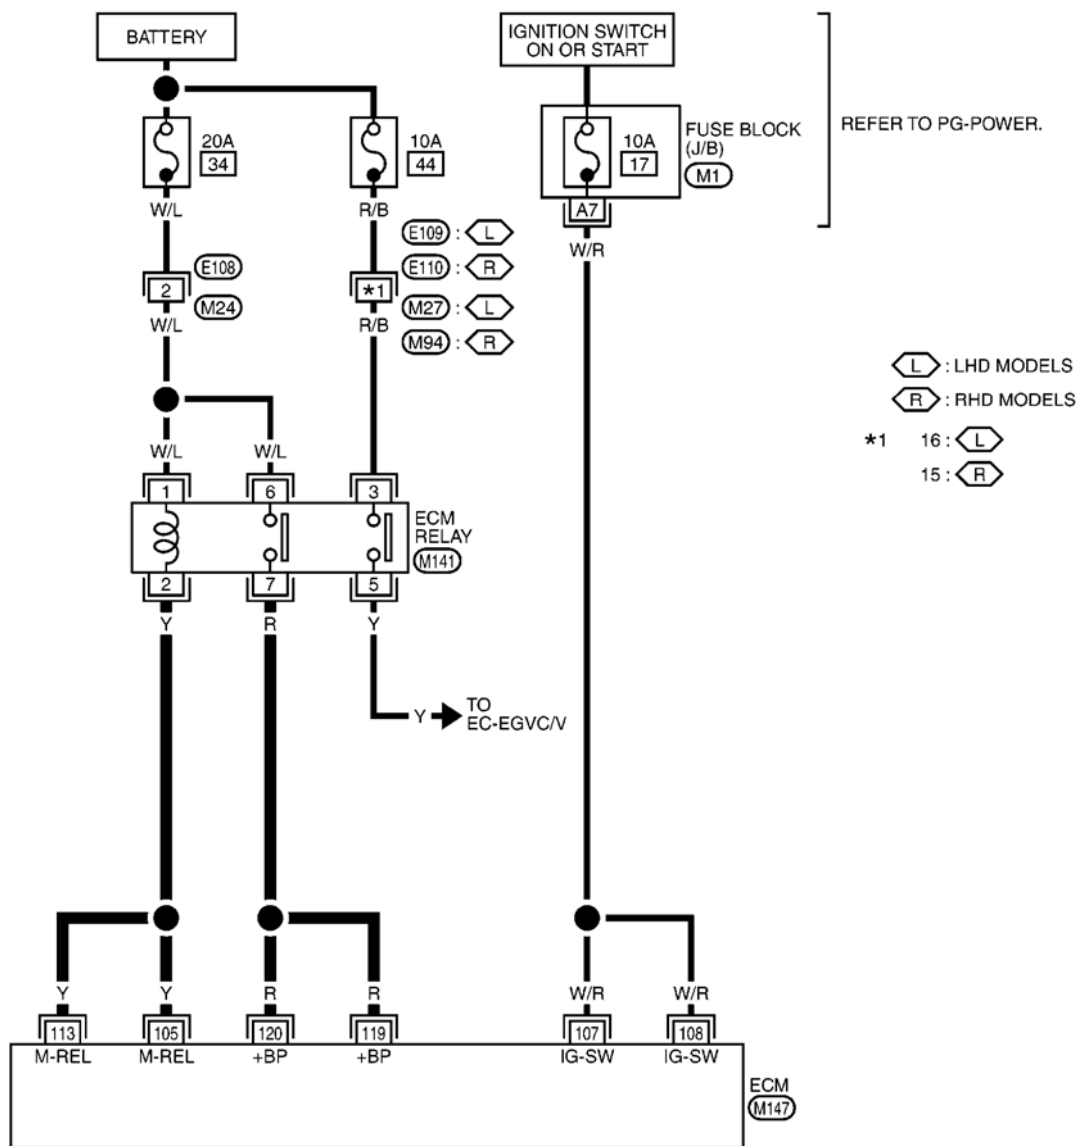 BATTERY
IGNITION SWITCH
ON OR START
20A
34
10A
44
10A
17
FUSE BLOCK
(J/B)
M1
REFER TO PG-POWER.
W/L
R/B
A7
W/R
E109 : L
E110 : R
M27 : L
M94 : R
2
E108
M24
*1
W/L
R/B
L : LHD MODELS
R : RHD MODELS
*1 16 : L
15 : R
W/L
W/L
1
6
3
ECM
RELAY
M141
2
7
5
Y
R
Y
Y
TO
EC-EGVC/V
Y
Y
R
R
W/R
W/R
113
105
120
119
107
108
M-REL
M-REL
+BP
+BP
IG-SW
IG-SW
ECM
M147